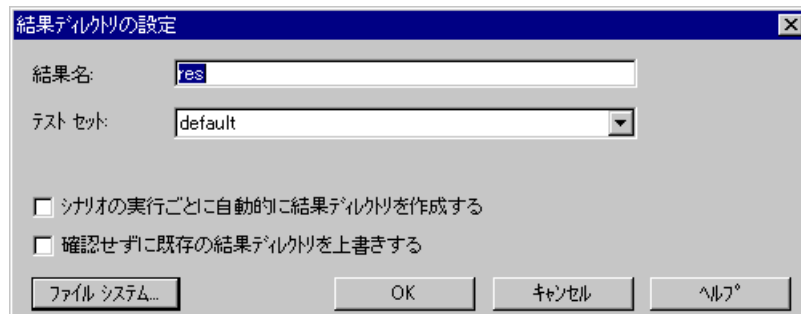 結果ディレクトリの設定
結果名: res
テスト セット: default
シナリオの実行ごとに自動的に結果ディレクトリを作成する
確認せずに既存の結果ディレクトリを上書きする
ファイル システム... OK キャンセル ヘルプ